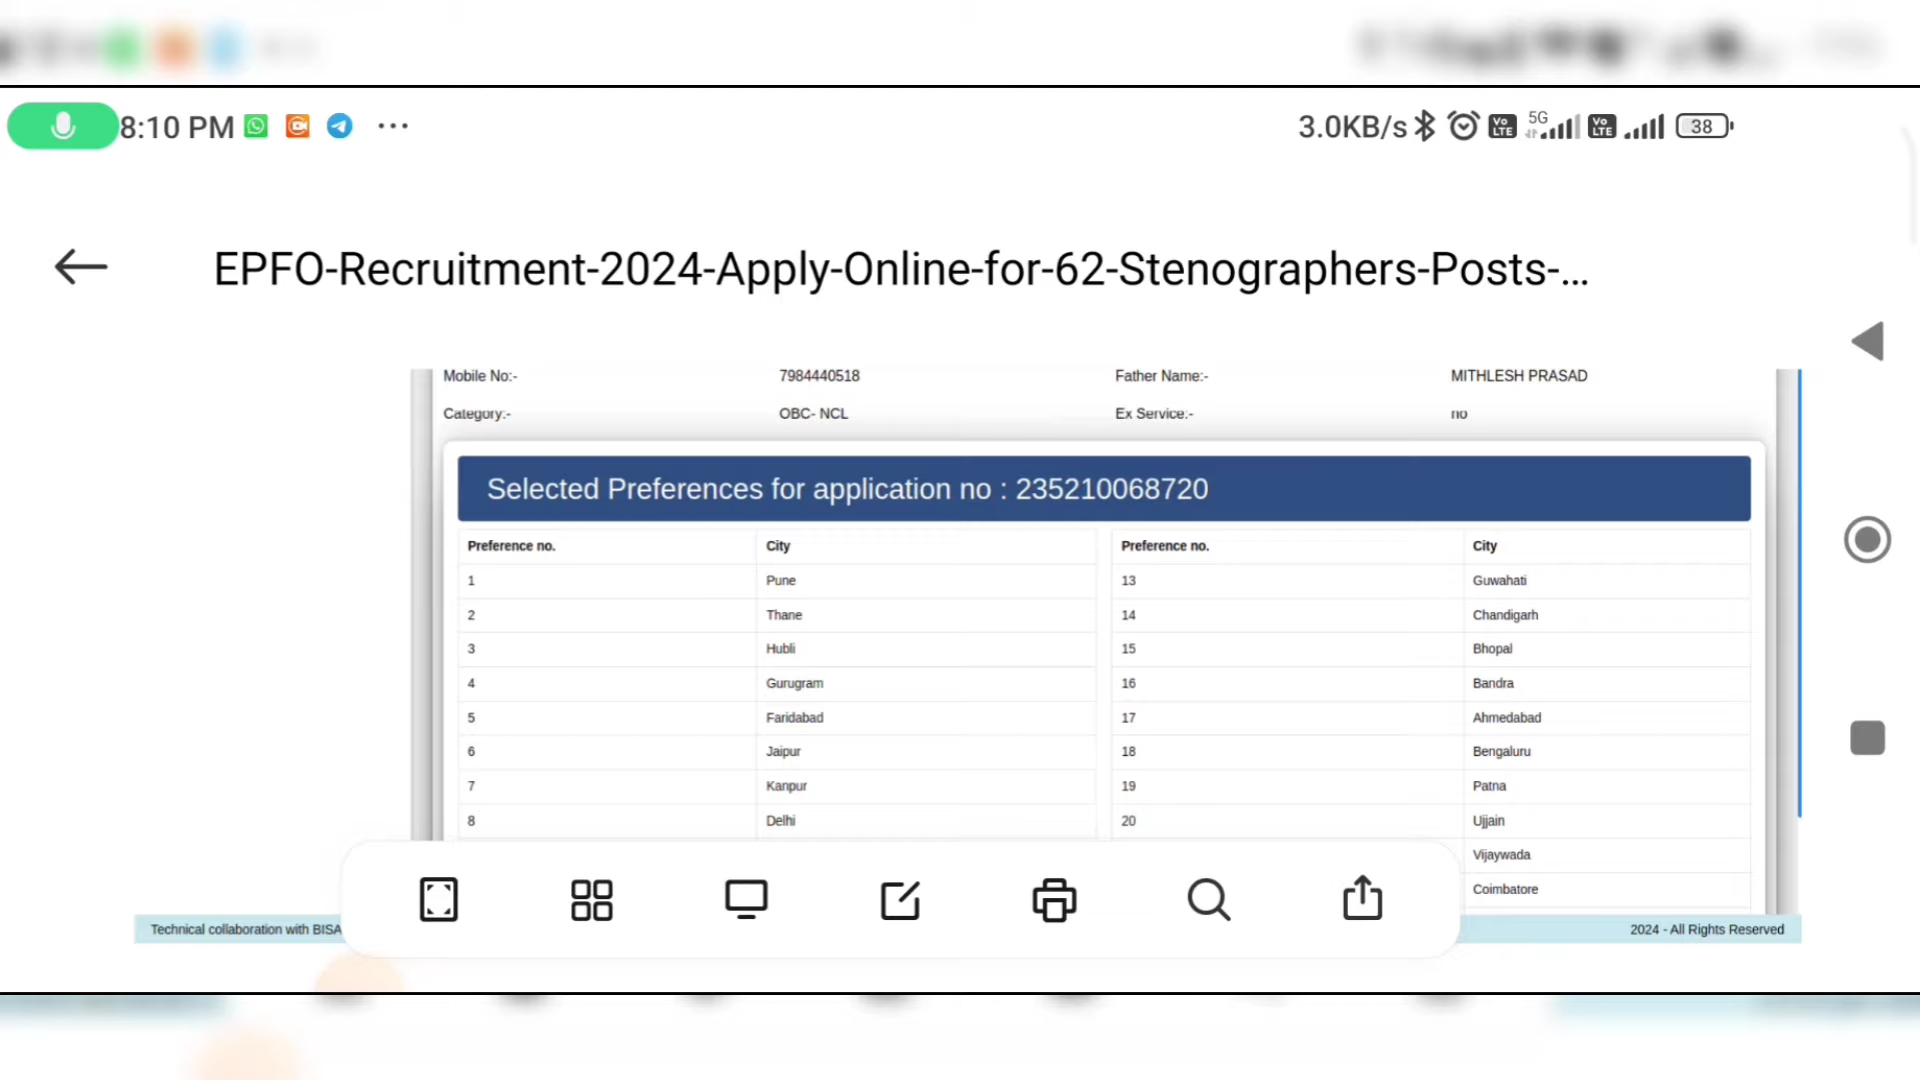 8:10 PM ... 3.0KB/s Vo LTE 5G Vo LTE 38
EPFO-Recruitment-2024-Apply-Online-for-62-Stenographers-Posts-...
Mobile No:- 7984440518 Father Name:- MITHLESH PRASAD
Category:- OBC- NCL Ex Service:- no
Selected Preferences for application no : 235210068720
Preference no. City Preference no. City
1 Pune 13 Guwahati
2 Thane 14 Chandigarh
3 Hubli 15 Bhopal
4 Gurugram 16 Bandra
5 Faridabad 17 Ahmedabad
6 Jaipur 18 Bengaluru
7 Kanpur 19 Patna
8 Delhi 20 Ujjain
Vijaywada
Coimbatore
Technical collaboration with BISA 2024 - All Rights Reserved